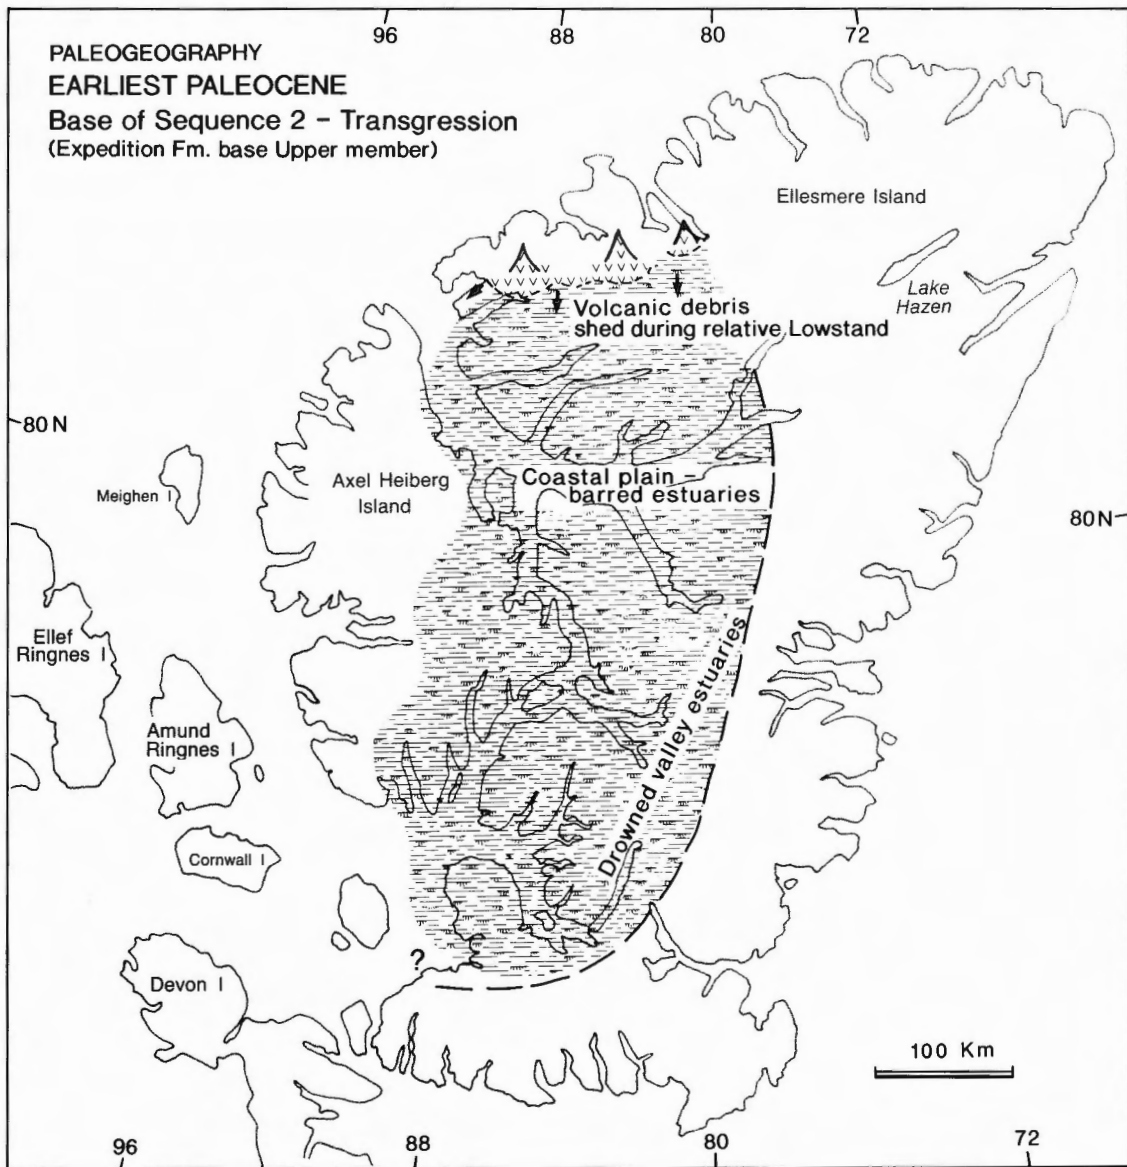 96 88 80 72
PALEOGEOGRAPHY
EARLIEST PALEOCENE
Base of Sequence 2 – Transgression
(Expedition Fm. base Upper member)
Ellesmere Island
Lake
Hazen
Volcanic debris
shed during relative Lowstand
80 N
Axel Heiberg
Island
Coastal plain –
barred estuaries
Meighen I
80 N
Ellef
Ringnes I
Drowned valley estuaries
Amund
Ringnes I
Cornwall I
?
Devon I
100 Km
96 88 80 72